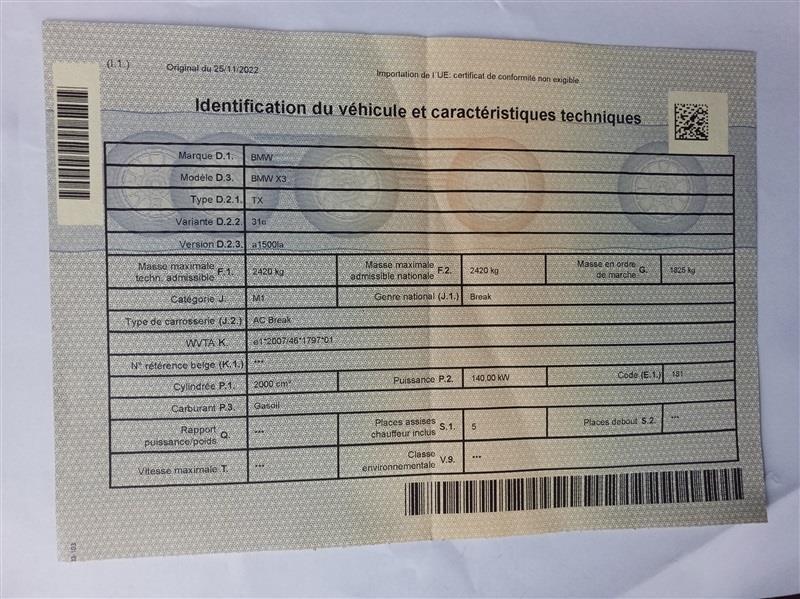 (I.1.)
Original du 25/11/2022
Importation de l'UE: certificat de conformité non exigible
Identification du véhicule et caractéristiques techniques
Marque D.1. BMW
Modèle D.3. BMW X3
Type D.2.1. TX
Variante D.2.2. 31c
Version D.2.3. a1500la
Masse maximale techn. admissible F.1. 2420 kg Masse maximale admissible nationale F.2. 2420 kg Masse en ordre de marche G. 1825 kg
Catégorie J. M1 Genre national (J.1.) Break
Type de carrosserie (J.2.) AC Break
WVTA K. e1*2007/46*1797*01
N° référence belge (K.1.) ***
Cylindrée P.1. 2000 cm³ Puissance P.2. 140.00 kW Code (E.1.) 181
Carburant P.3. Gasoil
Rapport puissance/poids Q. *** Places assises chauffeur inclus S.1. 5 Places debout S.2. ***
Vitesse maximale T. *** Classe environnementale V.9. ***